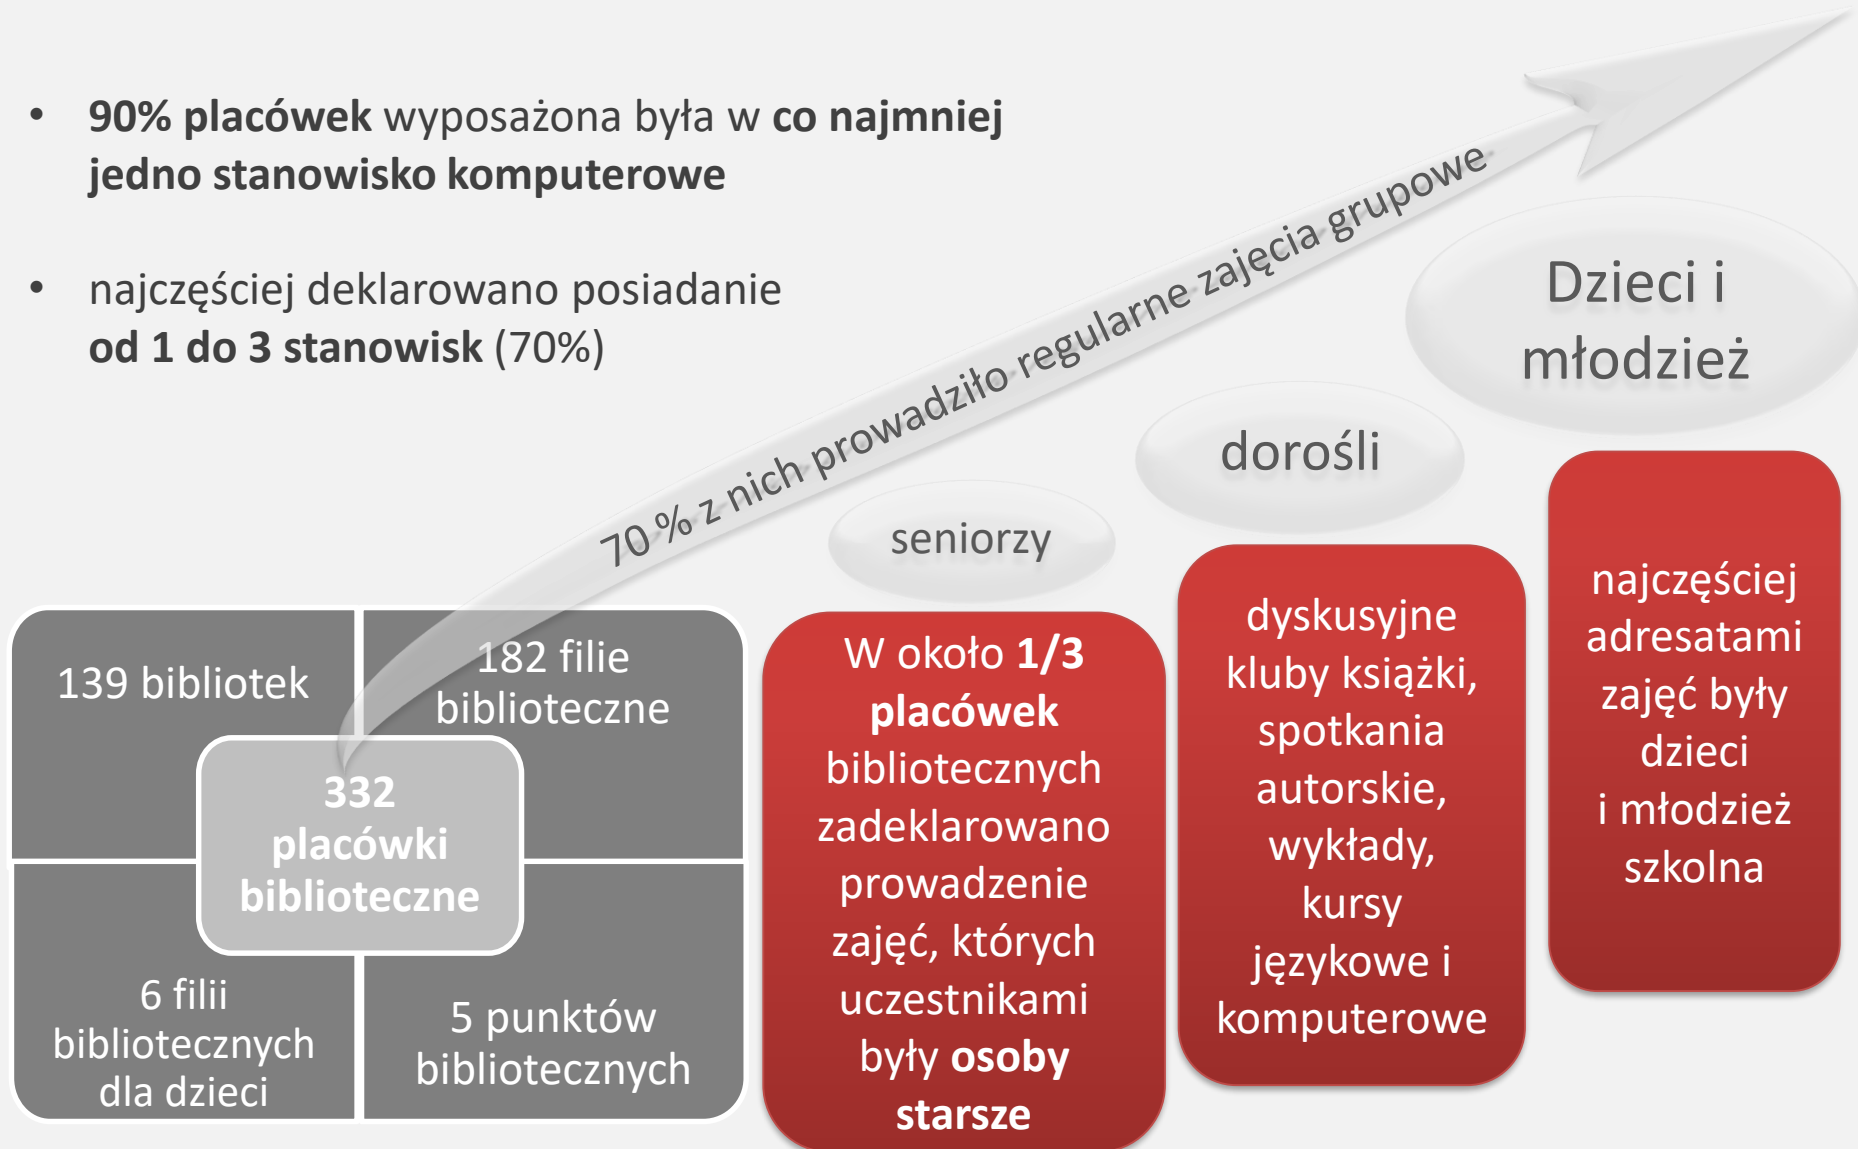 • 90% placówek wyposażona była w co najmniej
jedno stanowisko komputerowe
• najczęściej deklarowano posiadanie
od 1 do 3 stanowisk (70%)
70 % z nich prowadziło regularne zajęcia grupowe
139 bibliotek
182 filie
biblioteczne
332
placówki
biblioteczne
6 filii
bibliotecznych
dla dzieci
5 punktów
bibliotecznych
seniorzy
W około 1/3
placówek
bibliotecznych
zadeklarowano
prowadzenie
zajęć, których
uczestnikami
były osoby
starsze
dorośli
dyskusyjne
kluby książki,
spotkania
autorskie,
wykłady,
kursy
językowe i
komputerowe
Dzieci i
młodzież
najczęściej
adresatami
zajęć były
dzieci
i młodzież
szkolna